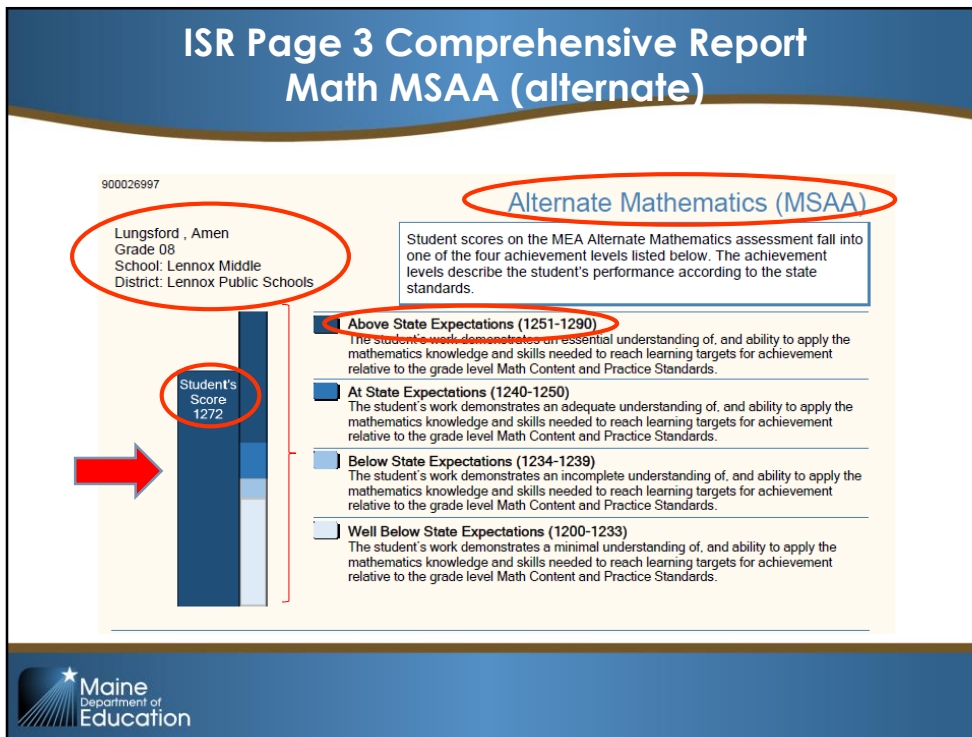 ISR Page 3 Comprehensive Report
Math MSAA (alternate)
900026997
Alternate Mathematics (MSAA)
Lungsford , Amen
Grade 08
School: Lennox Middle
District: Lennox Public Schools
Student scores on the MEA Alternate Mathematics assessment fall into
one of the four achievement levels listed below. The achievement
levels describe the student's performance according to the state
standards.
Above State Expectations (1251-1290)
The student's work demonstrates an essential understanding of, and ability to apply the
mathematics knowledge and skills needed to reach learning targets for achievement
relative to the grade level Math Content and Practice Standards.
Student's
Score
1272
At State Expectations (1240-1250)
The student's work demonstrates an adequate understanding of, and ability to apply the
mathematics knowledge and skills needed to reach learning targets for achievement
relative to the grade level Math Content and Practice Standards.
Below State Expectations (1234-1239)
The student's work demonstrates an incomplete understanding of, and ability to apply the
mathematics knowledge and skills needed to reach learning targets for achievement
relative to the grade level Math Content and Practice Standards.
Well Below State Expectations (1200-1233)
The student's work demonstrates a minimal understanding of, and ability to apply the
mathematics knowledge and skills needed to reach learning targets for achievement
relative to the grade level Math Content and Practice Standards.
Maine
Department of
Education